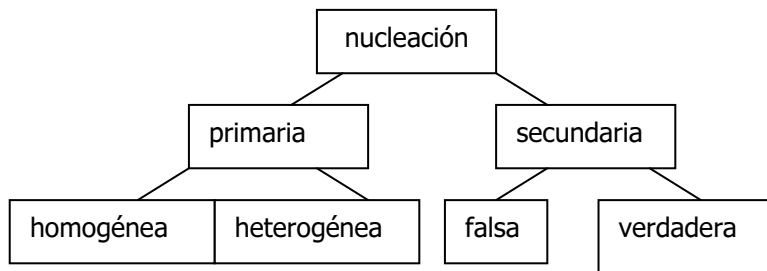 nucleación
primaria
secundaria
homogénea
heterogénea
falsa
verdadera